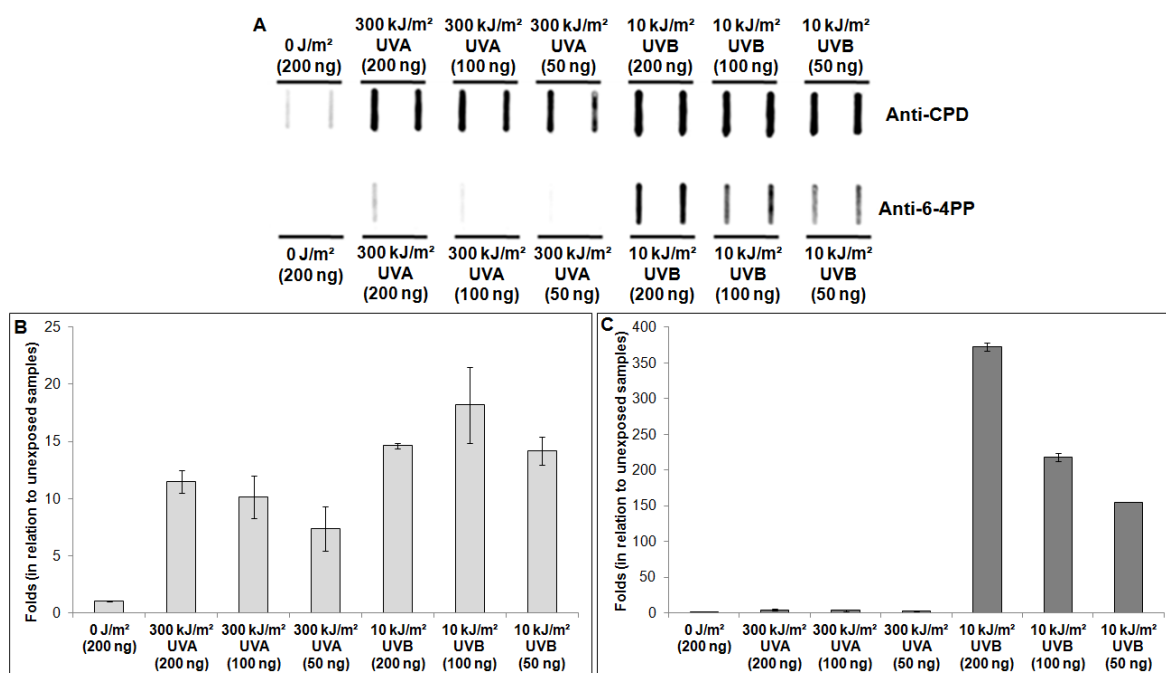 A
0 J/m²
(200 ng)
300 kJ/m²
UVA
(200 ng)
300 kJ/m²
UVA
(100 ng)
300 kJ/m²
UVA
(50 ng)
10 kJ/m²
UVB
(200 ng)
10 kJ/m²
UVB
(100 ng)
10 kJ/m²
UVB
(50 ng)
Anti-CPD
Anti-6-4PP
0 J/m²
(200 ng)
300 kJ/m²
UVA
(200 ng)
300 kJ/m²
UVA
(100 ng)
300 kJ/m²
UVA
(50 ng)
10 kJ/m²
UVB
(200 ng)
10 kJ/m²
UVB
(100 ng)
10 kJ/m²
UVB
(50 ng)
B
Folds (in relation to unexposed samples)
25
20
15
10
5
0
0 J/m²
(200 ng)
300 kJ/m²
UVA
(200 ng)
300 kJ/m²
UVA
(100 ng)
300 kJ/m²
UVA
(50 ng)
10 kJ/m²
UVB
(200 ng)
10 kJ/m²
UVB
(100 ng)
10 kJ/m²
UVB
(50 ng)
C
Folds (in relation to unexposed samples)
400
350
300
250
200
150
100
50
0
0 J/m²
(200 ng)
300 kJ/m²
UVA
(200 ng)
300 kJ/m²
UVA
(100 ng)
300 kJ/m²
UVA
(50 ng)
10 kJ/m²
UVB
(200 ng)
10 kJ/m²
UVB
(100 ng)
10 kJ/m²
UVB
(50 ng)